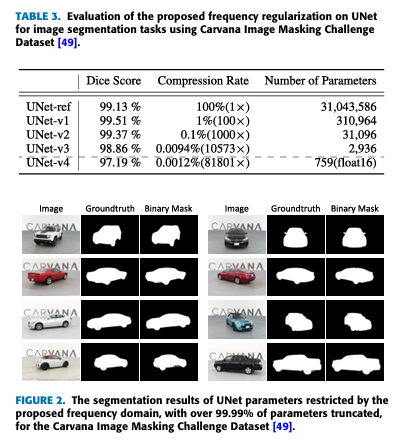 TABLE 3. Evaluation of the proposed frequency regularization on UNet
for image segmentation tasks using Carvana Image Masking Challenge
Dataset [49].
Dice Score Compression Rate Number of Parameters
UNet-ref 99.13 % 100%(1×) 31,043,586
UNet-v1 99.51 % 1%(100×) 310,964
UNet-v2 99.37 % 0.1%(1000×) 31,096
UNet-v3 98.86 % 0.0094%(10573×) 2,936
UNet-v4 97.19 % 0.0012%(81801×) 759(float16)
Image Groundtruth Binary Mask Image Groundtruth Binary Mask
CARVANA CARVANA
CARVANA CARVANA
CARVANA CARVANA
CARVANA CARVANA
FIGURE 2. The segmentation results of UNet parameters restricted by the
proposed frequency domain, with over 99.99% of parameters truncated,
for the Carvana Image Masking Challenge Dataset [49].